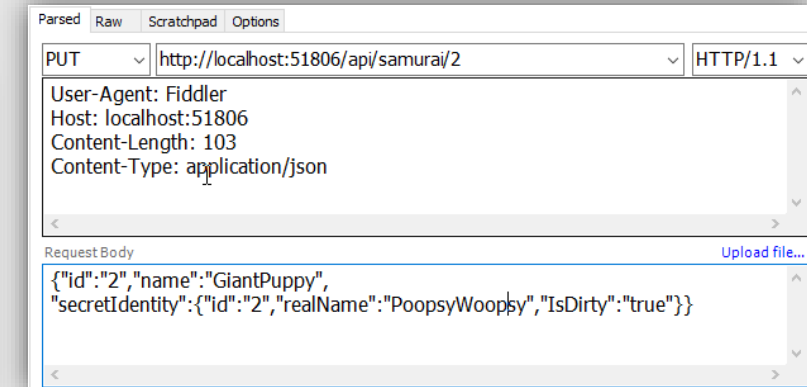 Parsed Raw Scratchpad Options
PUT http://localhost:51806/api/samurai/2 HTTP/1.1
User-Agent: Fiddler
Host: localhost:51806
Content-Length: 103
Content-Type: application/json
Request Body Upload file...
{"id":"2","name":"GiantPuppy",
"secretIdentity":{"id":"2","realName":"PoopsyWoopsy","IsDirty":"true"}}